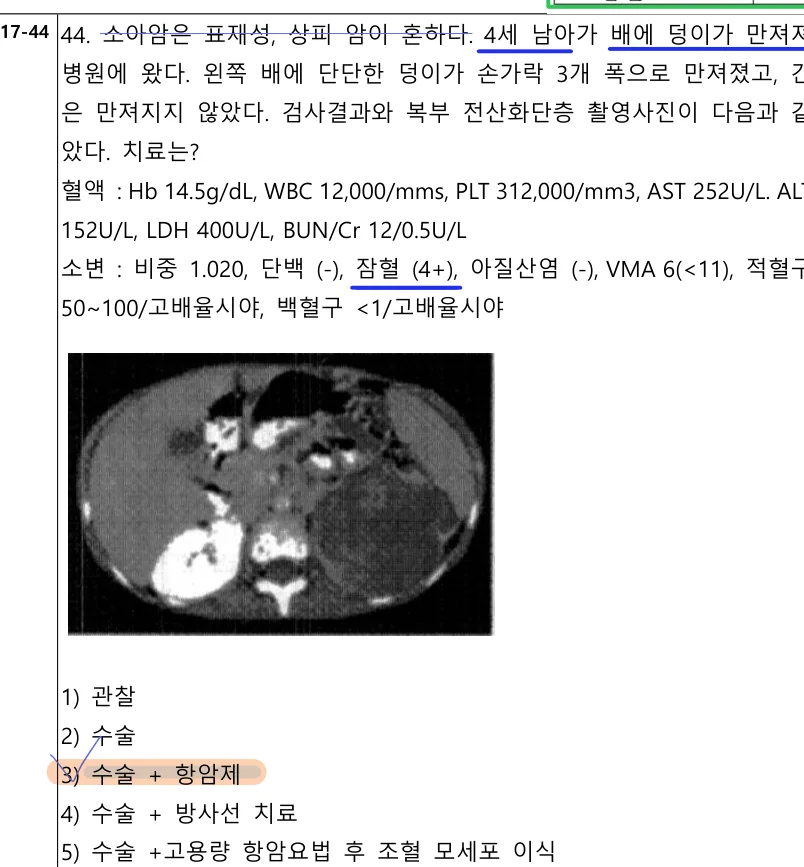 17-44
44. 소아암은 표재성, 상피 암이 혼하다. 4세 남아가 배에 덩이가 만져져
병원에 왔다. 왼쪽 배에 단단한 덩이가 손가락 3개 폭으로 만져졌고, 간
은 만져지지 않았다. 검사결과와 복부 전산화단층 촬영사진이 다음과 같
았다. 치료는?
혈액 : Hb 14.5g/dL, WBC 12,000/mms, PLT 312,000/mm3, AST 252U/L. ALT
152U/L, LDH 400U/L, BUN/Cr 12/0.5U/L
소변 : 비중 1.020, 단백 (-), 잠혈 (4+), 아질산염 (-), VMA 6(<11), 적혈구
50~100/고배율시야, 백혈구 <1/고배율시야
1) 관찰
2) 수술
3) 수술 + 항암제
4) 수술 + 방사선 치료
5) 수술 +고용량 항암요법 후 조혈 모세포 이식